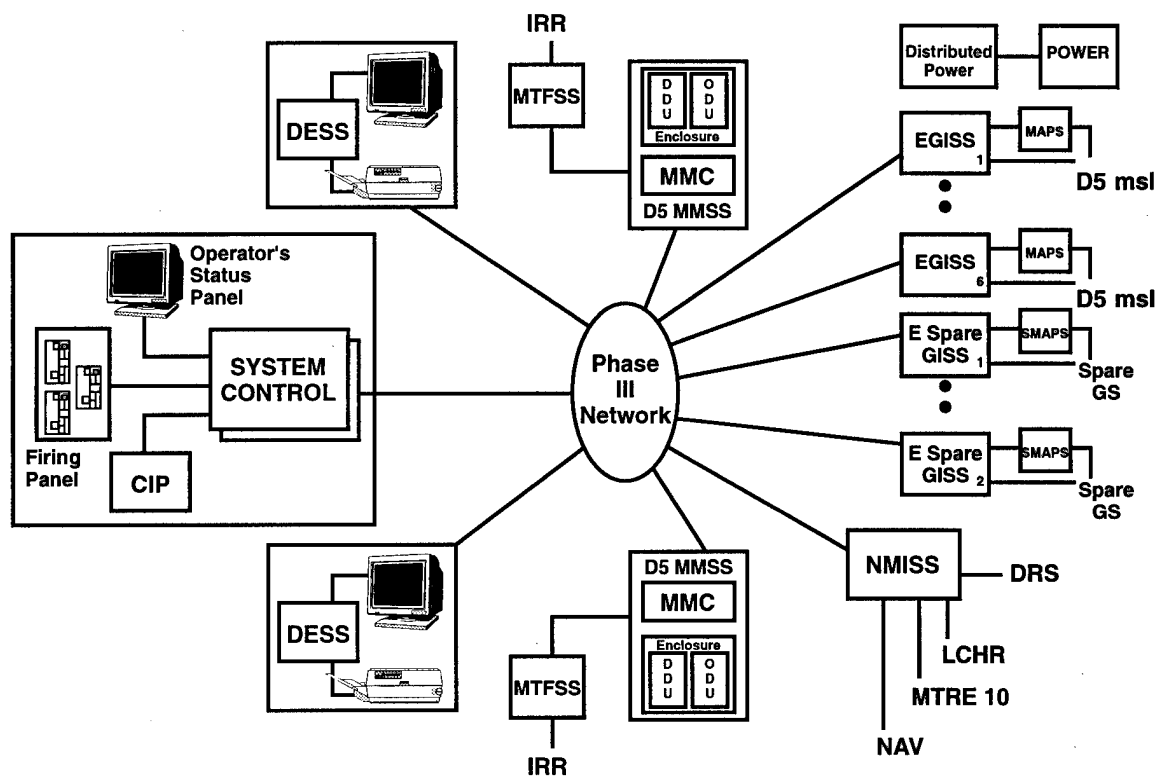 IRR
MTFSS
DESS
D
D
U
O
D
U
Enclosure
MMC
D5 MMSS
Distributed
Power
POWER
EGISS
1
MAPS
D5 msl
EGISS
6
MAPS
D5 msl
E Spare
GISS 1
SMAPS
Spare
GS
E Spare
GISS 2
SMAPS
Spare
GS
Operator's
Status
Panel
SYSTEM
CONTROL
Firing
Panel
CIP
Phase
III
Network
DESS
D5 MMSS
MMC
Enclosure
D
D
U
O
D
U
MTFSS
IRR
NMISS
DRS
LCHR
MTRE 10
NAV